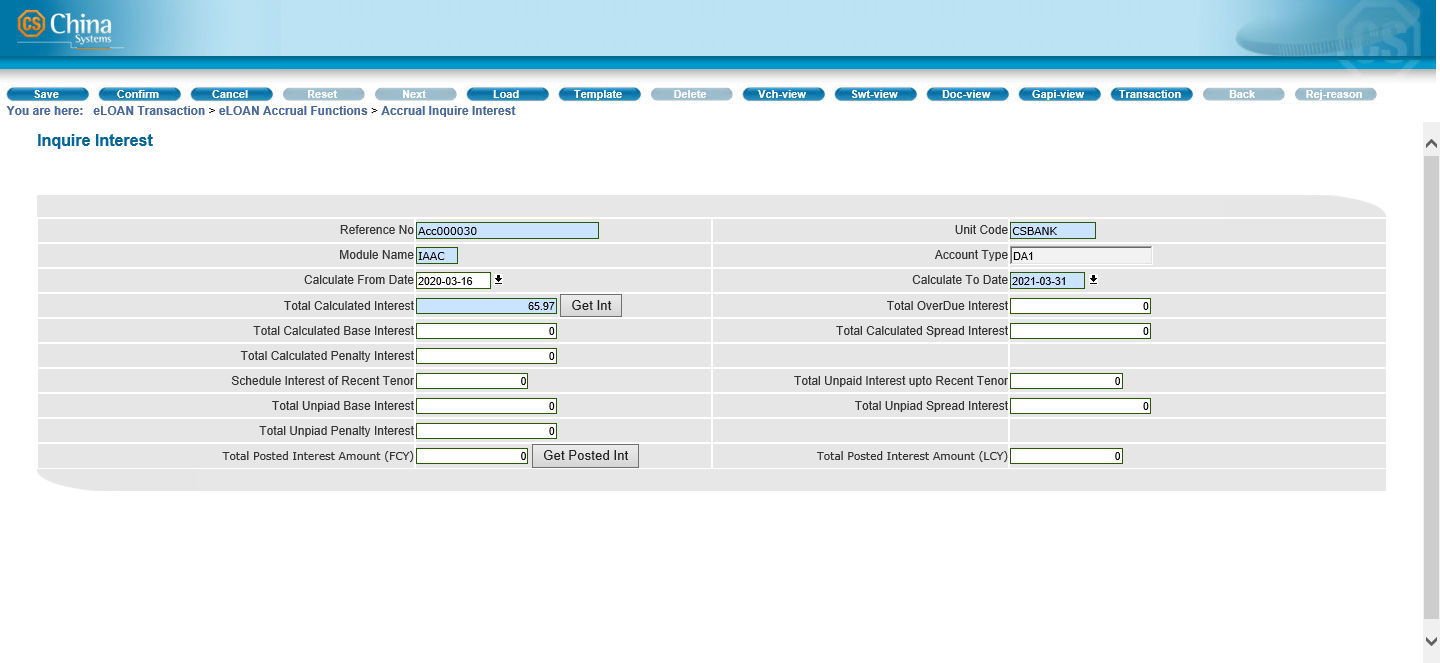 CS China
Systems
CS
Save Confirm Cancel Reset Next Load Template Delete Vch-view Swt-view Doc-view Gapi-view Transaction Back Rej-reason
You are here: eLOAN Transaction > eLOAN Accrual Functions > Accrual Inquire Interest
Inquire Interest
Reference No Acc000030 Unit Code CSBANK
Module Name IAAC Account Type DA1
Calculate From Date 2020-03-16 Calculate To Date 2021-03-31
Total Calculated Interest 65.97 Get Int Total OverDue Interest 0
Total Calculated Base Interest 0 Total Calculated Spread Interest 0
Total Calculated Penalty Interest 0
Schedule Interest of Recent Tenor 0 Total Unpaid Interest upto Recent Tenor 0
Total Unpiad Base Interest 0 Total Unpiad Spread Interest 0
Total Unpiad Penalty Interest 0
Total Posted Interest Amount (FCY) 0 Get Posted Int Total Posted Interest Amount (LCY) 0